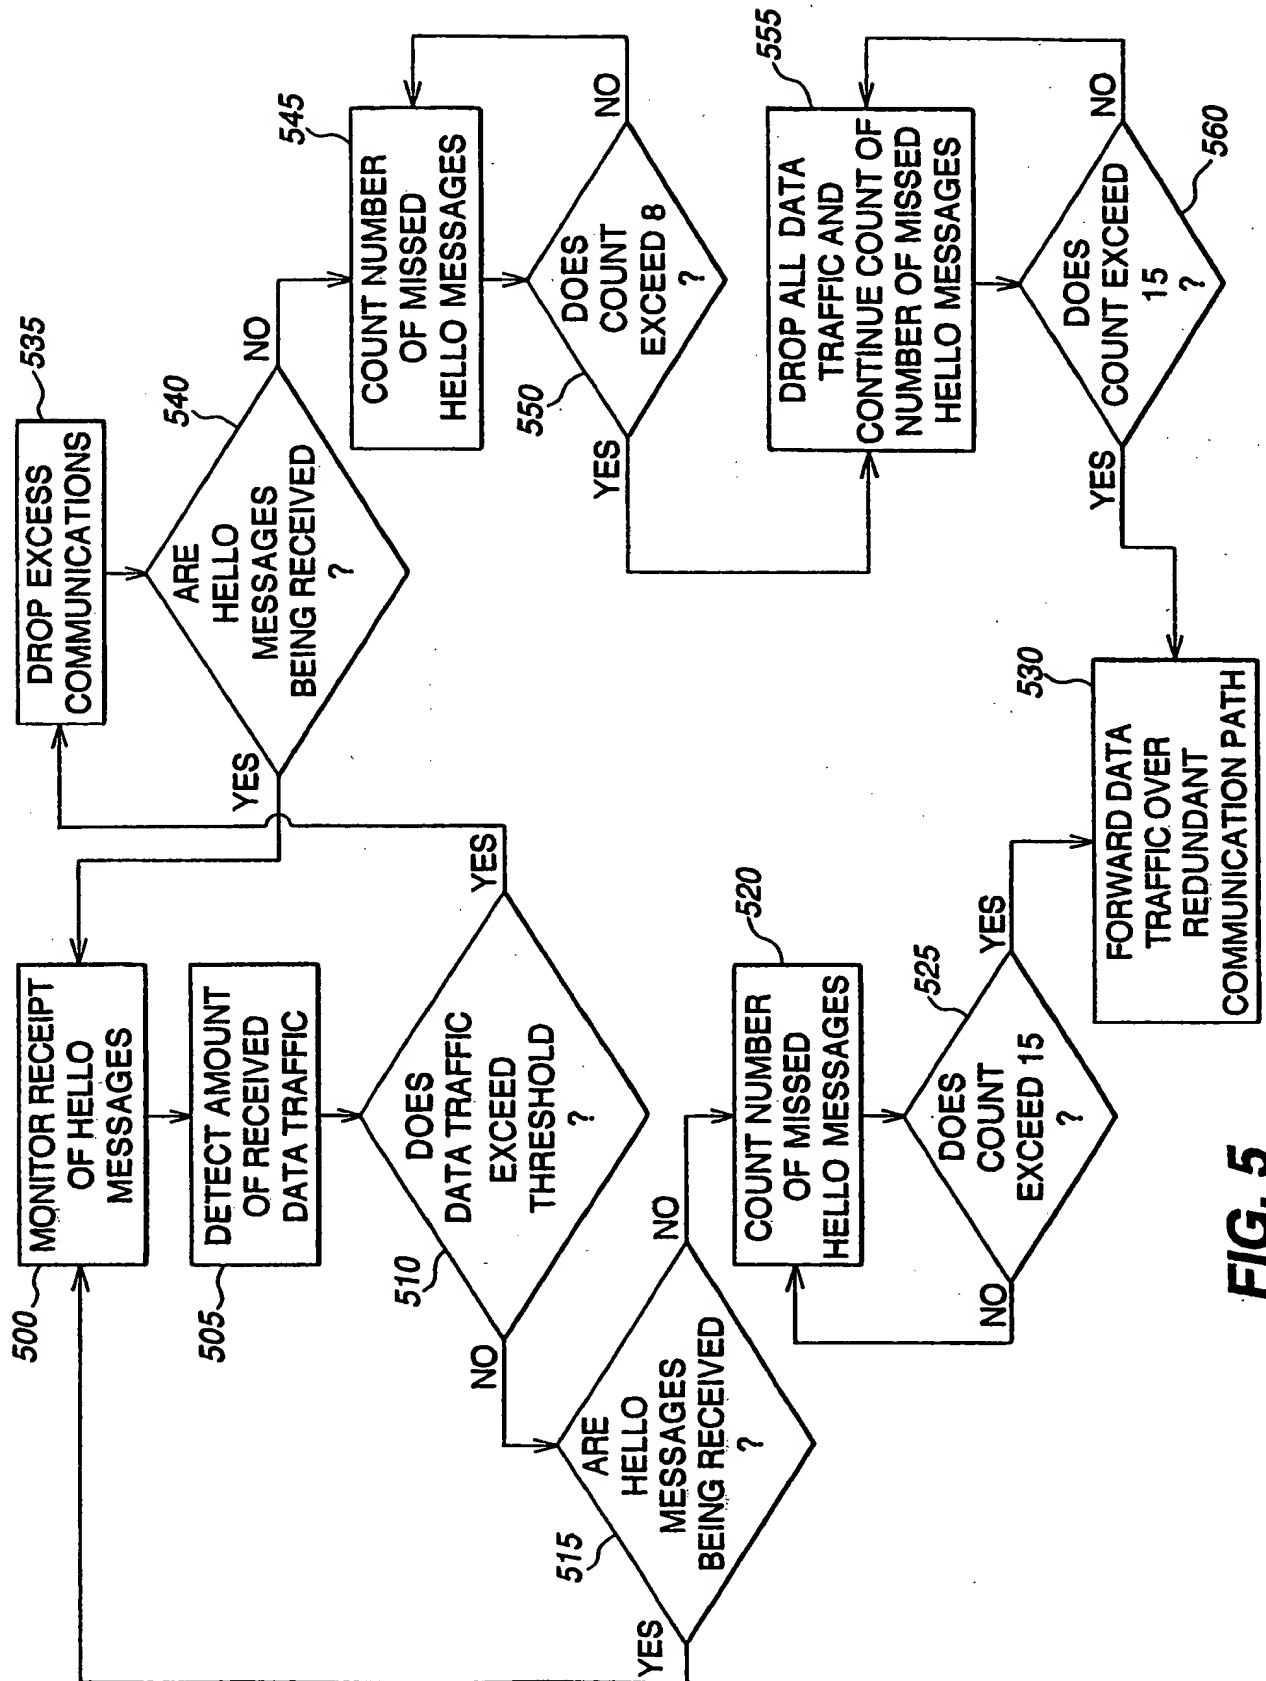 500
MONITOR RECEIPT
OF HELLO
MESSAGES
505
DETECT AMOUNT
OF RECEIVED
DATA TRAFFIC
510
DOES
DATA TRAFFIC
EXCEED
THRESHOLD
?
NO
YES
515
ARE
HELLO
MESSAGES
BEING RECEIVED
?
YES
NO
520
COUNT NUMBER
OF MISSED
HELLO MESSAGES
525
DOES
COUNT
EXCEED 15
?
NO
YES
530
FORWARD DATA
TRAFFIC OVER
REDUNDANT
COMMUNICATION PATH
535
DROP EXCESS
COMMUNICATIONS
540
ARE
HELLO
MESSAGES
BEING RECEIVED
?
YES
NO
545
COUNT NUMBER
OF MISSED
HELLO MESSAGES
550
DOES
COUNT
EXCEED 8
?
YES
NO
555
DROP ALL DATA
TRAFFIC AND
CONTINUE COUNT OF
NUMBER OF MISSED
HELLO MESSAGES
560
DOES
COUNT EXCEED
15
?
YES
NO
FIG. 5